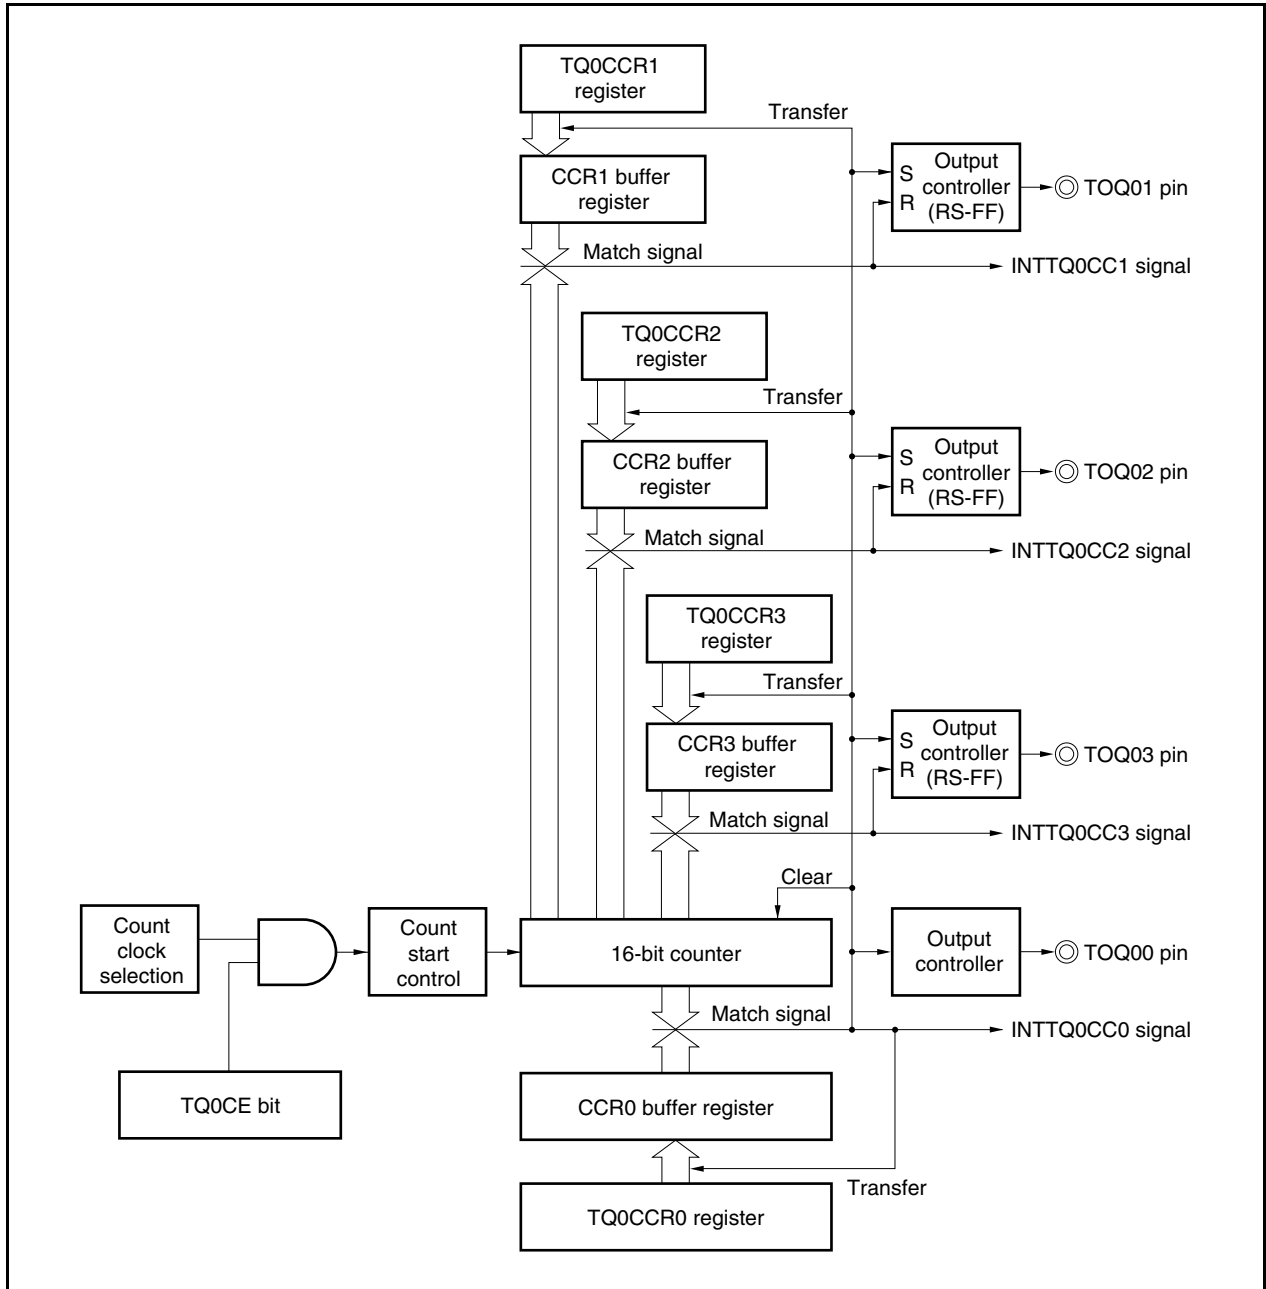 TQ0CCR1
register
Transfer
CCR1 buffer
register
S
R
Output
controller
(RS-FF)
TOQ01 pin
Match signal
INTTQ0CC1 signal
TQ0CCR2
register
Transfer
CCR2 buffer
register
S
R
Output
controller
(RS-FF)
TOQ02 pin
Match signal
INTTQ0CC2 signal
TQ0CCR3
register
Transfer
CCR3 buffer
register
S
R
Output
controller
(RS-FF)
TOQ03 pin
Match signal
INTTQ0CC3 signal
Clear
Count
clock
selection
Count
start
control
16-bit counter
Output
controller
TOQ00 pin
Match signal
INTTQ0CC0 signal
TQ0CE bit
CCR0 buffer register
Transfer
TQ0CCR0 register